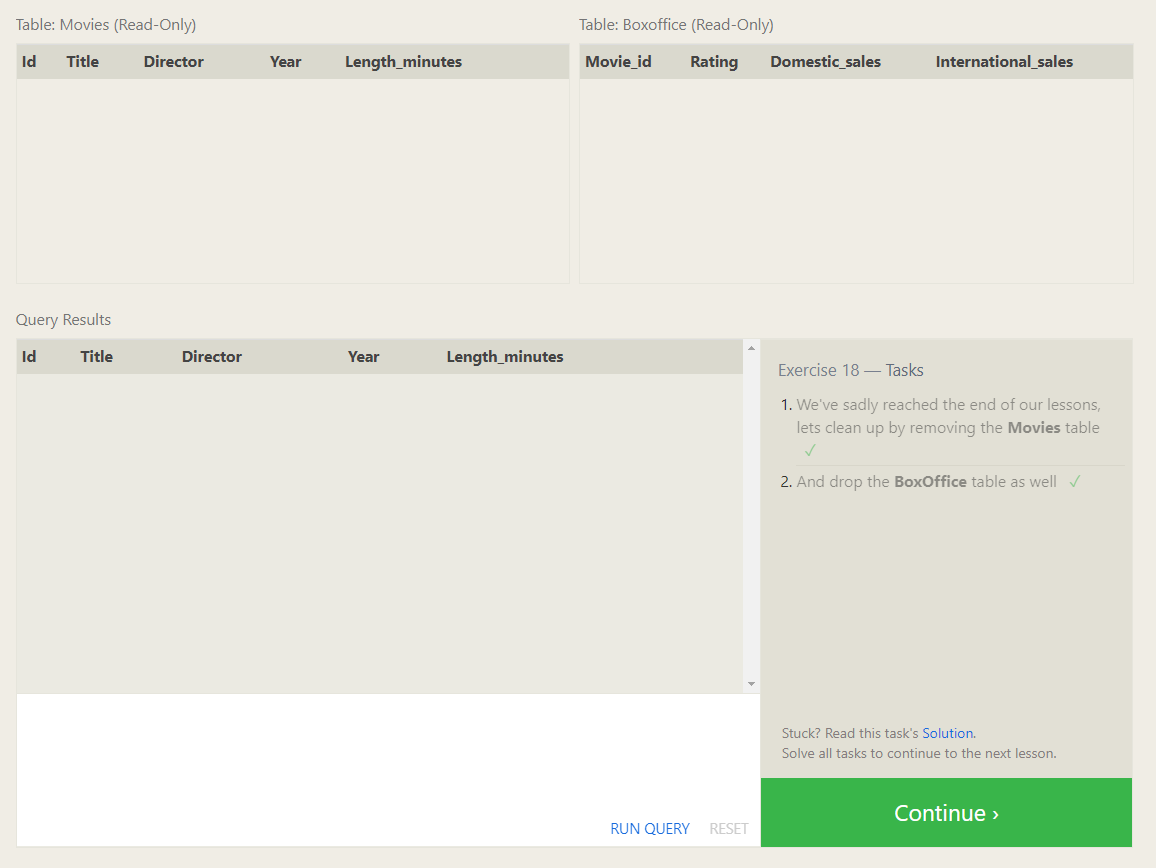 Table: Movies (Read-Only)
Id Title Director Year Length_minutes
Table: Boxoffice (Read-Only)
Movie_id Rating Domestic_sales International_sales
Query Results
Id Title Director Year Length_minutes
RUN QUERY RESET
Exercise 18 — Tasks
1. We've sadly reached the end of our lessons,
lets clean up by removing the Movies table
✓
2. And drop the BoxOffice table as well ✓
Stuck? Read this task's Solution.
Solve all tasks to continue to the next lesson.
Continue ›